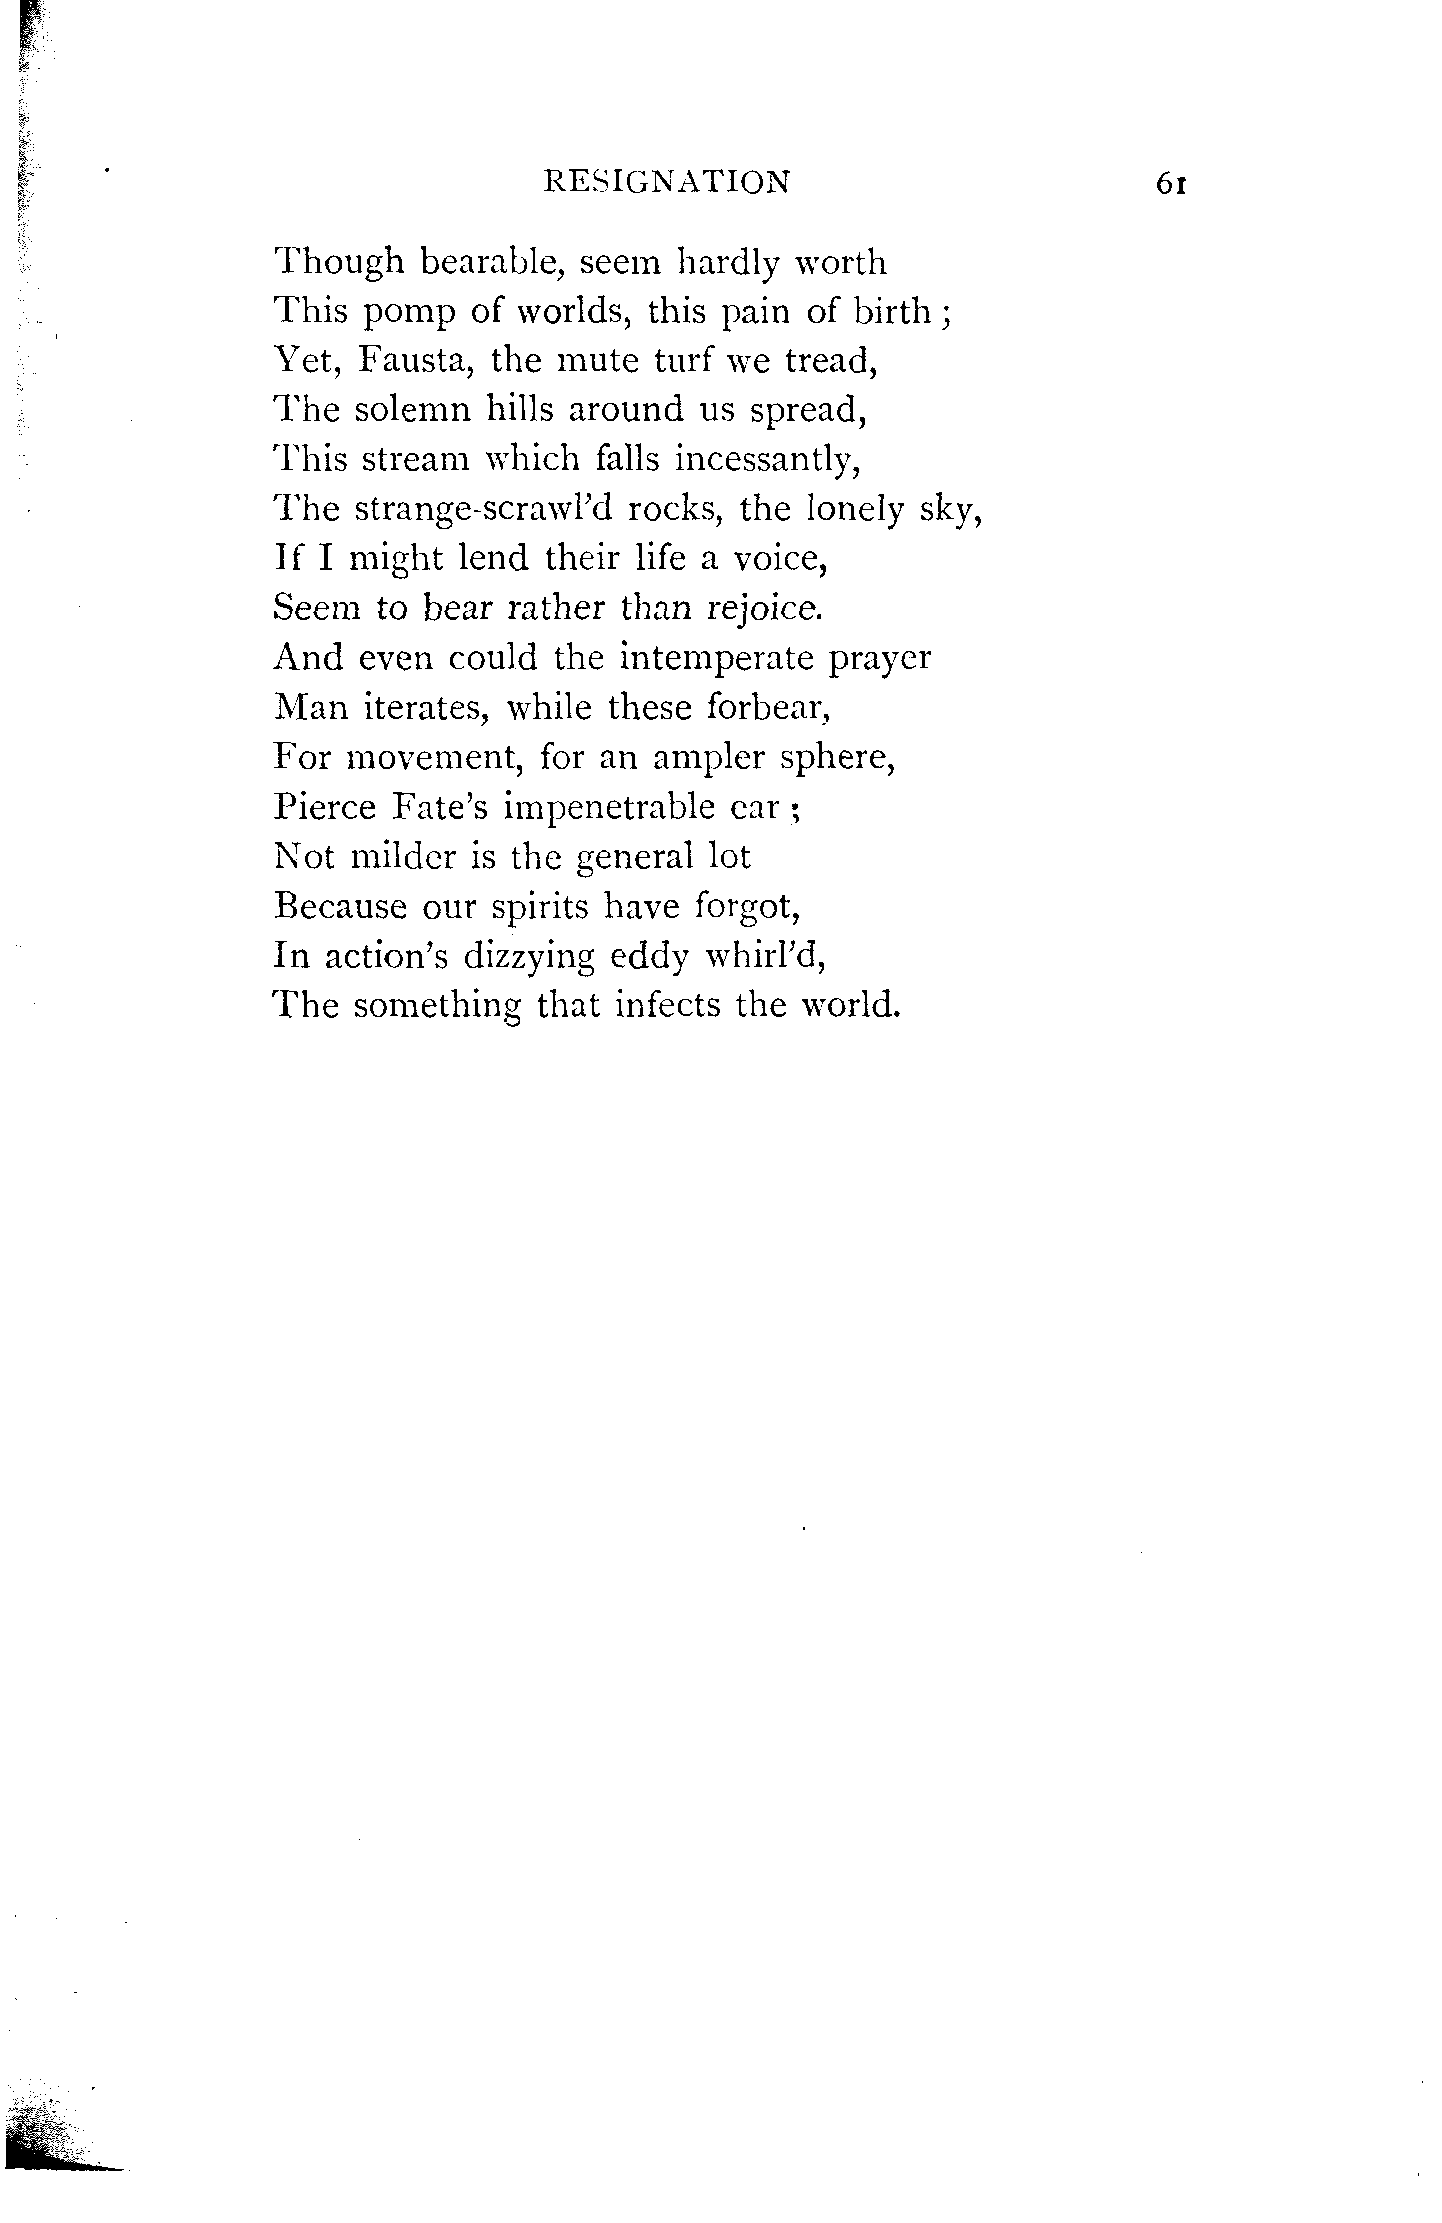 RESIGNATION 61
Though bearable, seem hardly worth
This pomp of worlds, this pain of birth ;
Yet, Fausta, the mute turf we tread,
The solemn hills around us spread,
This stream which falls incessantly,
The strange-scrawl'd rocks, the lonely sky,
If I might lend their life a voice,
Seem to bear rather than rejoice.
And even could the intemperate prayer
Man iterates, while these forbear,
For movement, for an ampler sphere,
Pierce Fate's impenetrable ear ;
Not milder is the general lot
Because our spirits have forgot,
In action's dizzying eddy whirl'd,
The something that infects the world.